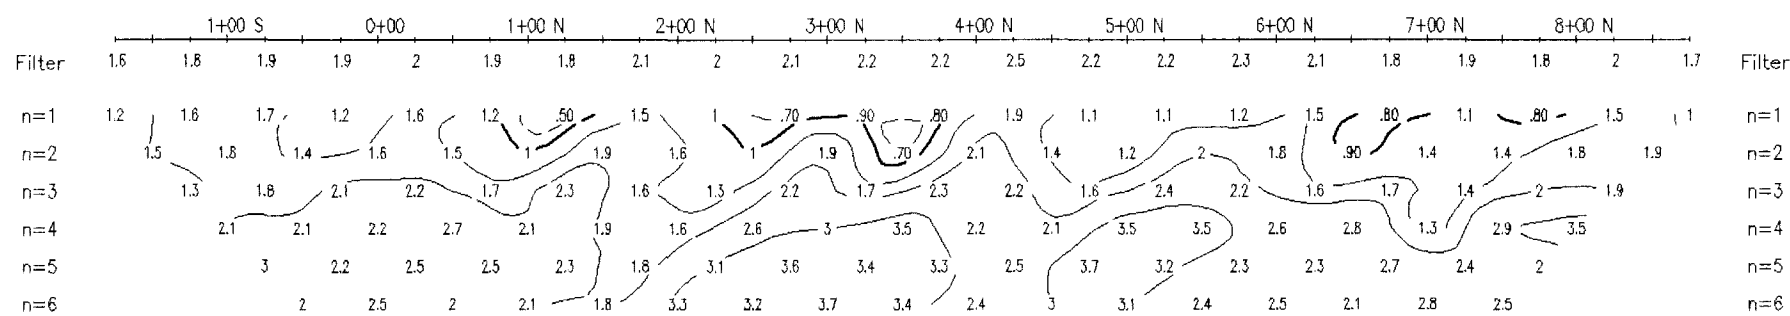 1+00 S 0+00 1+00 N 2+00 N 3+00 N 4+00 N 5+00 N 6+00 N 7+00 N 8+00 N
Filter 1.6 1.8 1.9 1.9 2 1.9 1.8 2.1 2 2.1 2.2 2.2 2.5 2.2 2.2 2.3 2.1 1.8 1.9 1.8 2 1.7 Filter
n=1 1.2 1.6 1.7 1.2 1.6 1.2 .50 1.5 1 .70 .90 .80 1.9 1.1 1.1 1.2 1.5 .80 1.1 .80 1.5 1 n=1
n=2 1.5 1.8 1.4 1.6 1.5 1 1.9 1.6 1 1.9 .70 2.1 1.4 1.2 2 1.8 .90 1.4 1.4 1.8 1.9 n=2
n=3 1.3 1.8 2.1 2.2 1.7 2.3 1.6 1.3 2.2 1.7 2.3 2.2 1.6 2.4 2.2 1.6 1.7 1.4 2 1.9 n=3
n=4 2.1 2.1 2.2 2.7 2.1 1.9 1.6 2.6 3 3.5 2.2 2.1 3.5 3.5 2.6 2.8 1.3 2.9 3.5 n=4
n=5 3 2.2 2.5 2.5 2.3 1.8 3.1 3.6 3.4 3.3 2.5 3.7 3.2 2.3 2.3 2.7 2.4 2 n=5
n=6 2 2.5 2 2.1 1.8 3.3 3.2 3.7 3.4 2.4 3 3.1 2.4 2.5 2.1 2.8 2.5 n=6